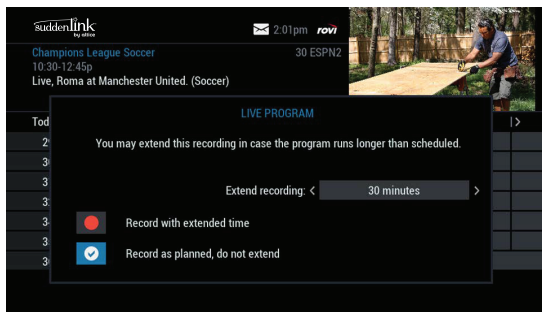 suddenlink
by altice
2:01pm rovi
Champions League Soccer 30 ESPN2
10:30-12:45p
Live, Roma at Manchester United. (Soccer)
Tod
LIVE PROGRAM
You may extend this recording in case the program runs longer than scheduled.
Extend recording: < 30 minutes >
Record with extended time
Record as planned, do not extend